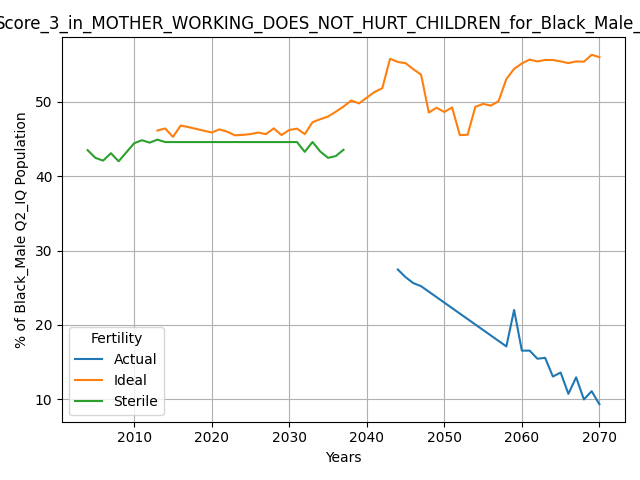 Score_3_in_MOTHER_WORKING_DOES_NOT_HURT_CHILDREN_for_Black_Male_
% of Black_Male Q2_IQ Population
50
40
30
20
10
Fertility
Actual
Ideal
Sterile
2010 2020 2030 2040 2050 2060 2070
Years